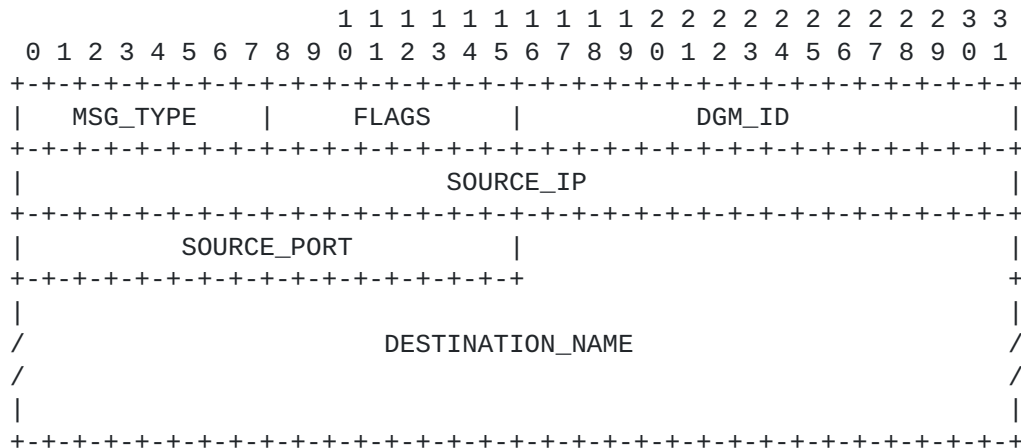 1 1 1 1 1 1 1 1 1 1 2 2 2 2 2 2 2 2 2 2 3 3
 0 1 2 3 4 5 6 7 8 9 0 1 2 3 4 5 6 7 8 9 0 1 2 3 4 5 6 7 8 9 0 1
+-+-+-+-+-+-+-+-+-+-+-+-+-+-+-+-+-+-+-+-+-+-+-+-+-+-+-+-+-+-+-+-+
|   MSG_TYPE    |     FLAGS     |           DGM_ID              |
+-+-+-+-+-+-+-+-+-+-+-+-+-+-+-+-+-+-+-+-+-+-+-+-+-+-+-+-+-+-+-+-+
|                           SOURCE_IP                           |
+-+-+-+-+-+-+-+-+-+-+-+-+-+-+-+-+-+-+-+-+-+-+-+-+-+-+-+-+-+-+-+-+
|          SOURCE_PORT          |                               |
+-+-+-+-+-+-+-+-+-+-+-+-+-+-+-+-+                               +
|                                                               |
/                       DESTINATION_NAME                        /
/                                                               /
|                                                               |
+-+-+-+-+-+-+-+-+-+-+-+-+-+-+-+-+-+-+-+-+-+-+-+-+-+-+-+-+-+-+-+-+